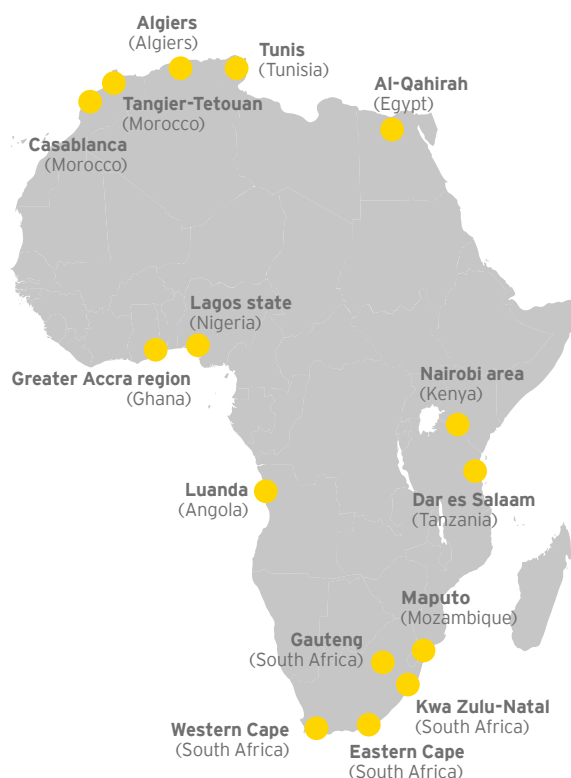 Algiers
(Algiers)
Tunis
(Tunisia)
Al-Qahirah
(Egypt)
Tangier-Tetouan
(Morocco)
Casablanca
(Morocco)
Lagos state
(Nigeria)
Greater Accra region
(Ghana)
Nairobi area
(Kenya)
Luanda
(Angola)
Dar es Salaam
(Tanzania)
Maputo
(Mozambique)
Gauteng
(South Africa)
Kwa Zulu-Natal
(South Africa)
Western Cape
(South Africa)
Eastern Cape
(South Africa)